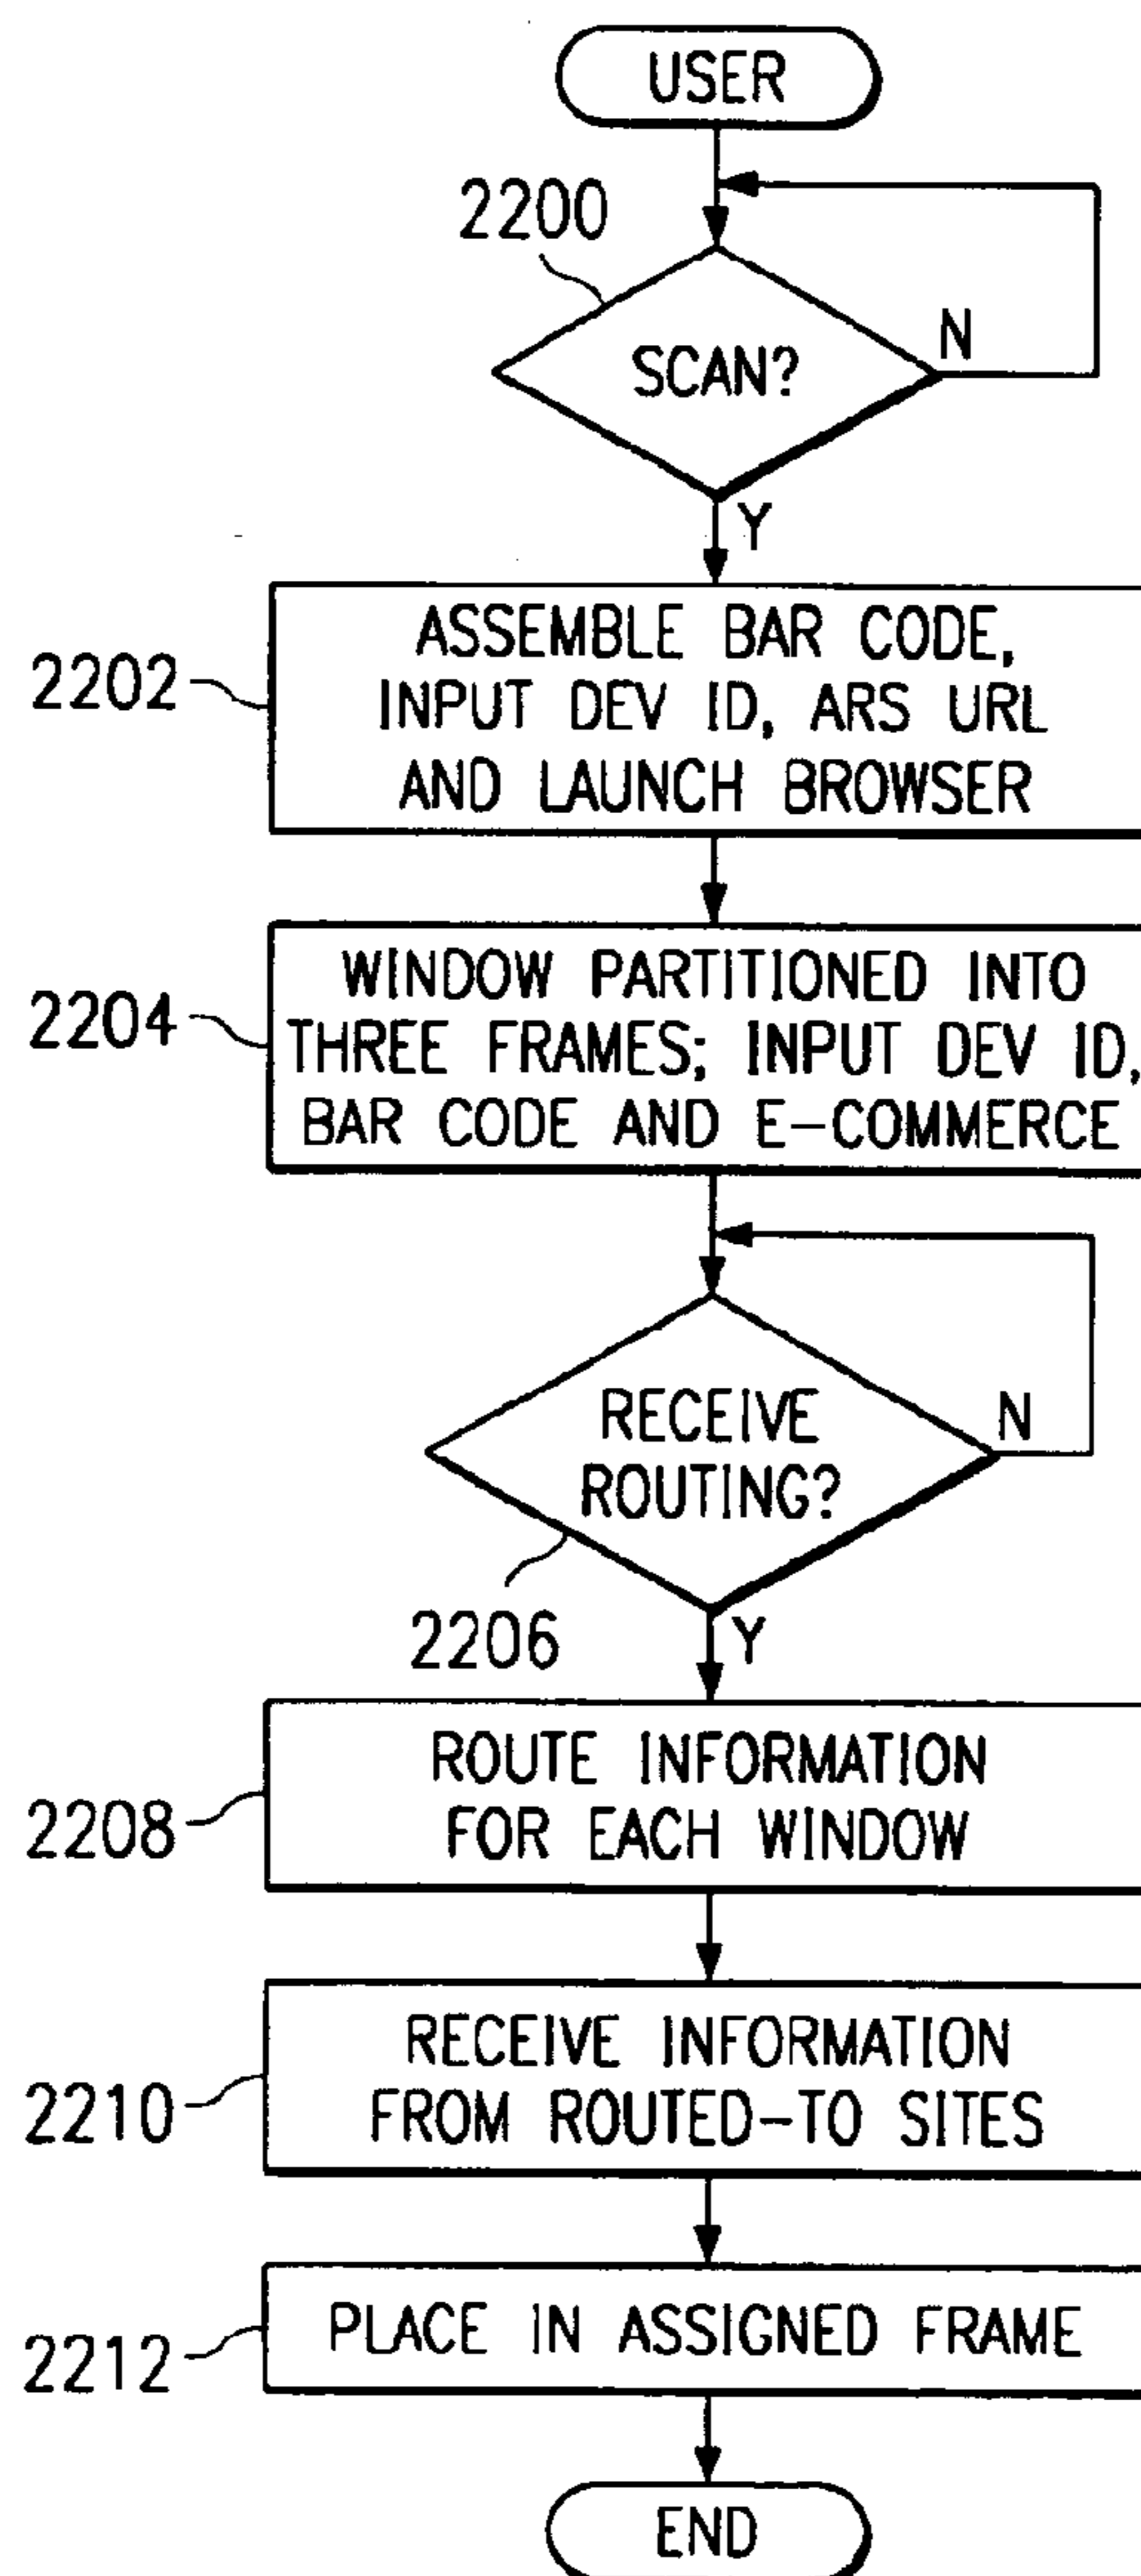 USER
2200
SCAN?
N
Y
2202
ASSEMBLE BAR CODE,
INPUT DEV ID, ARS URL
AND LAUNCH BROWSER
2204
WINDOW PARTITIONED INTO
THREE FRAMES; INPUT DEV ID,
BAR CODE AND E-COMMERCE
RECEIVE
ROUTING?
N
2206
Y
2208
ROUTE INFORMATION
FOR EACH WINDOW
2210
RECEIVE INFORMATION
FROM ROUTED-TO SITES
2212
PLACE IN ASSIGNED FRAME
END